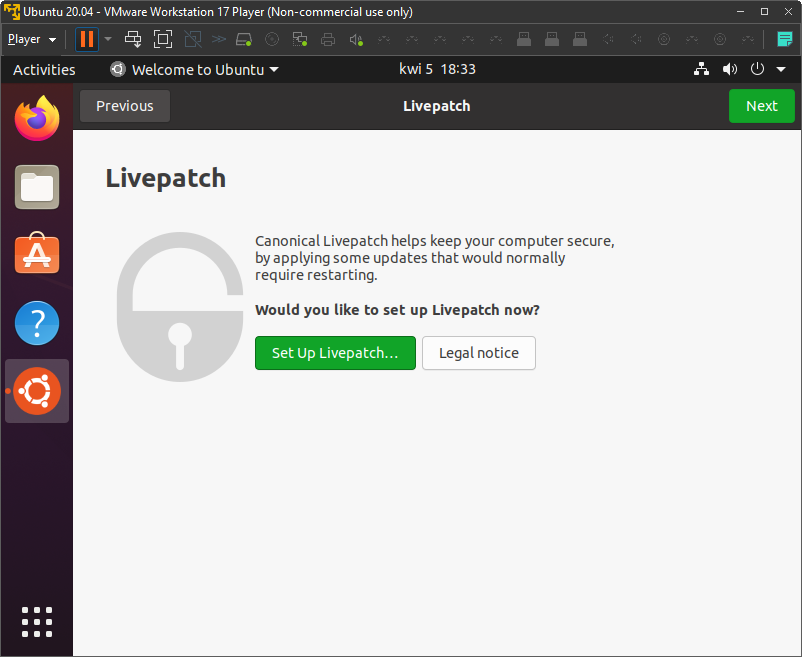 Ubuntu 20.04 - VMware Workstation 17 Player (Non-commercial use only)
Player
Activities
Welcome to Ubuntu
kwi 5 18:33
Previous
Livepatch
Next
Livepatch
Canonical Livepatch helps keep your computer secure,
by applying some updates that would normally
require restarting.
Would you like to set up Livepatch now?
Set Up Livepatch…
Legal notice